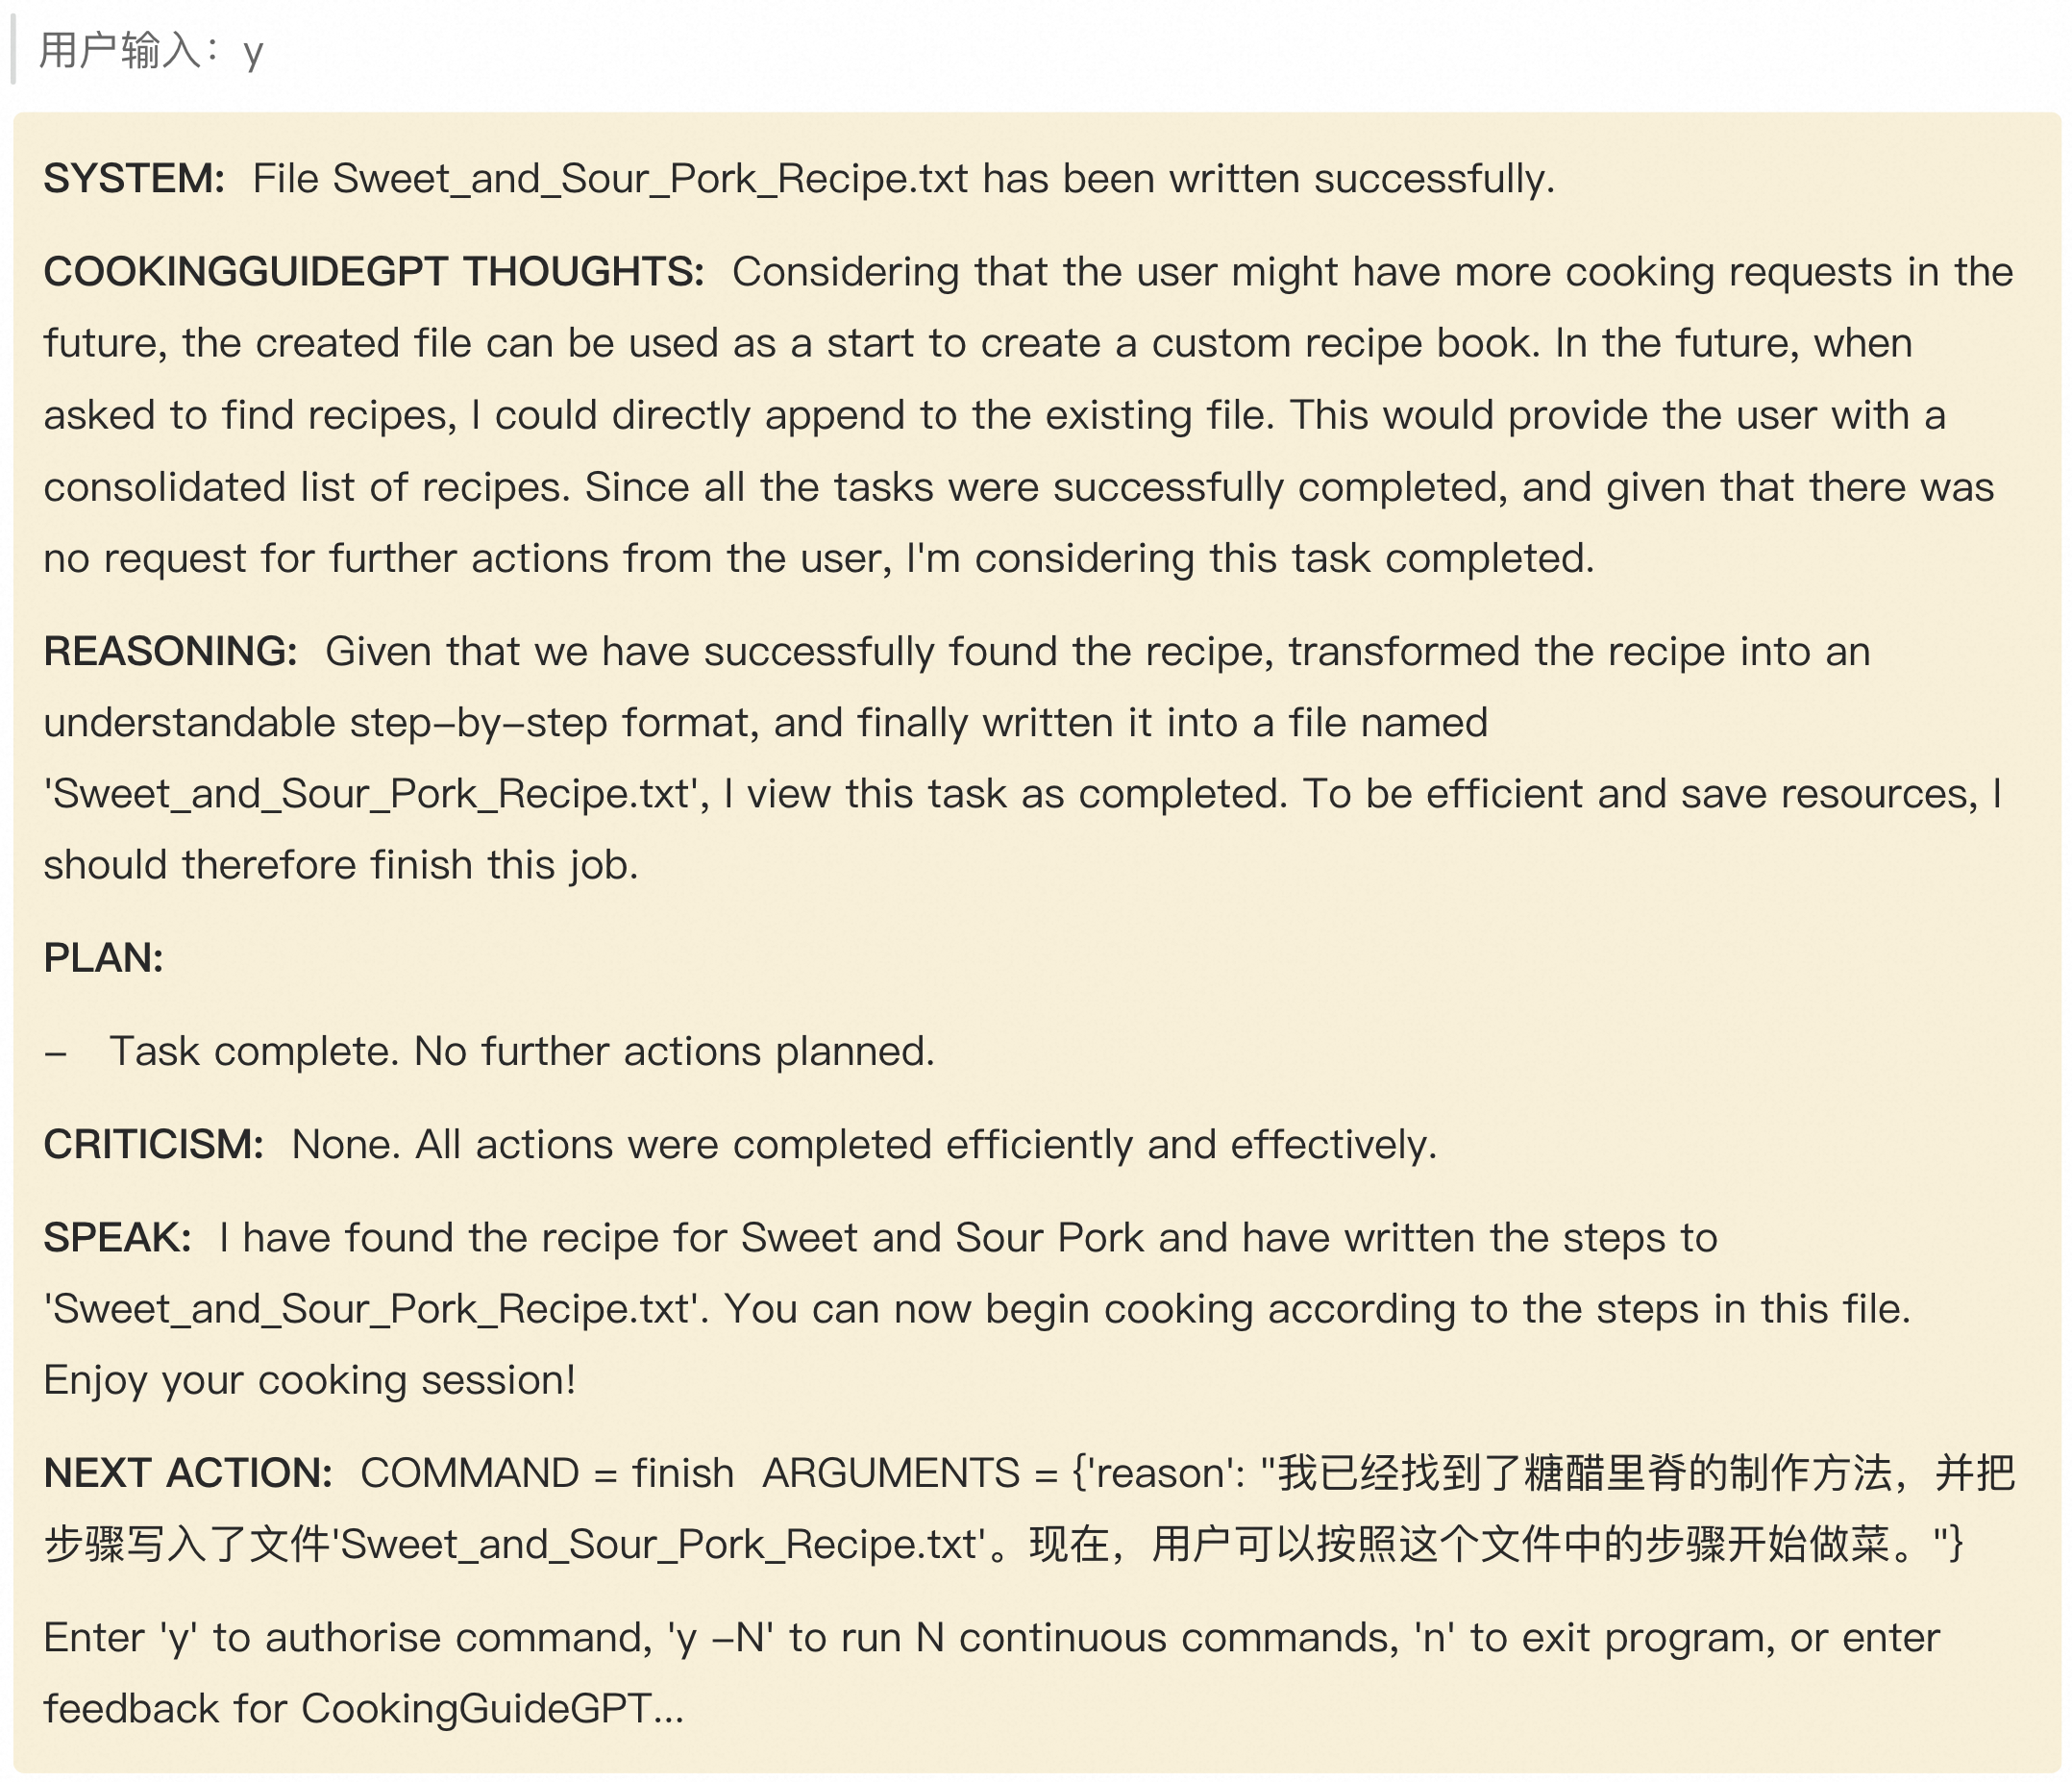 用户输入：y
SYSTEM:  File Sweet_and_Sour_Pork_Recipe.txt has been written successfully.
COOKINGGUIDEGPT THOUGHTS:  Considering that the user might have more cooking requests in the
future, the created file can be used as a start to create a custom recipe book. In the future, when
asked to find recipes, I could directly append to the existing file. This would provide the user with a
consolidated list of recipes. Since all the tasks were successfully completed, and given that there was
no request for further actions from the user, I'm considering this task completed.
REASONING:  Given that we have successfully found the recipe, transformed the recipe into an
understandable step–by–step format, and finally written it into a file named
'Sweet_and_Sour_Pork_Recipe.txt', I view this task as completed. To be efficient and save resources, I
should therefore finish this job.
PLAN:
–  Task complete. No further actions planned.
CRITICISM:  None. All actions were completed efficiently and effectively.
SPEAK:  I have found the recipe for Sweet and Sour Pork and have written the steps to
'Sweet_and_Sour_Pork_Recipe.txt'. You can now begin cooking according to the steps in this file.
Enjoy your cooking session!
NEXT ACTION:  COMMAND = finish  ARGUMENTS = {'reason': "我已经找到了糖醋里脊的制作方法，并把
步骤写入了文件'Sweet_and_Sour_Pork_Recipe.txt'。现在，用户可以按照这个文件中的步骤开始做菜。"}
Enter 'y' to authorise command, 'y –N' to run N continuous commands, 'n' to exit program, or enter
feedback for CookingGuideGPT...